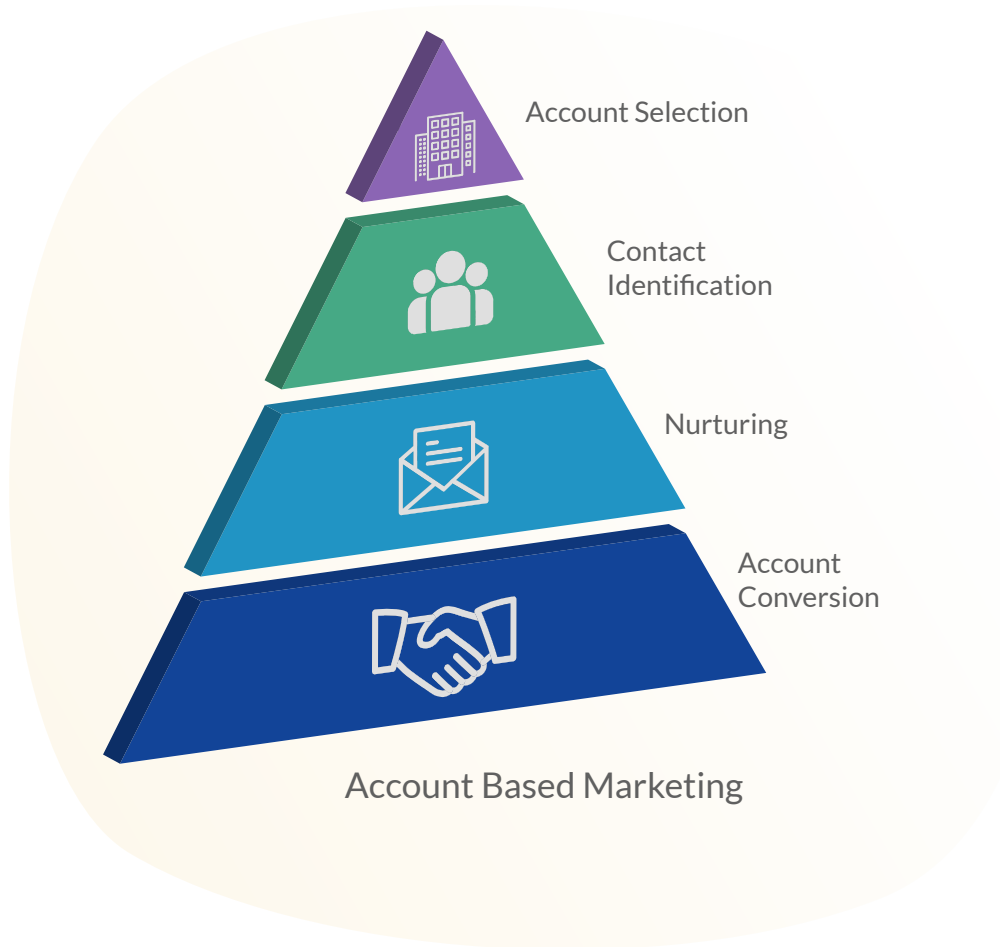 Account Selection
Contact
Identification
Nurturing
Account
Conversion
Account Based Marketing